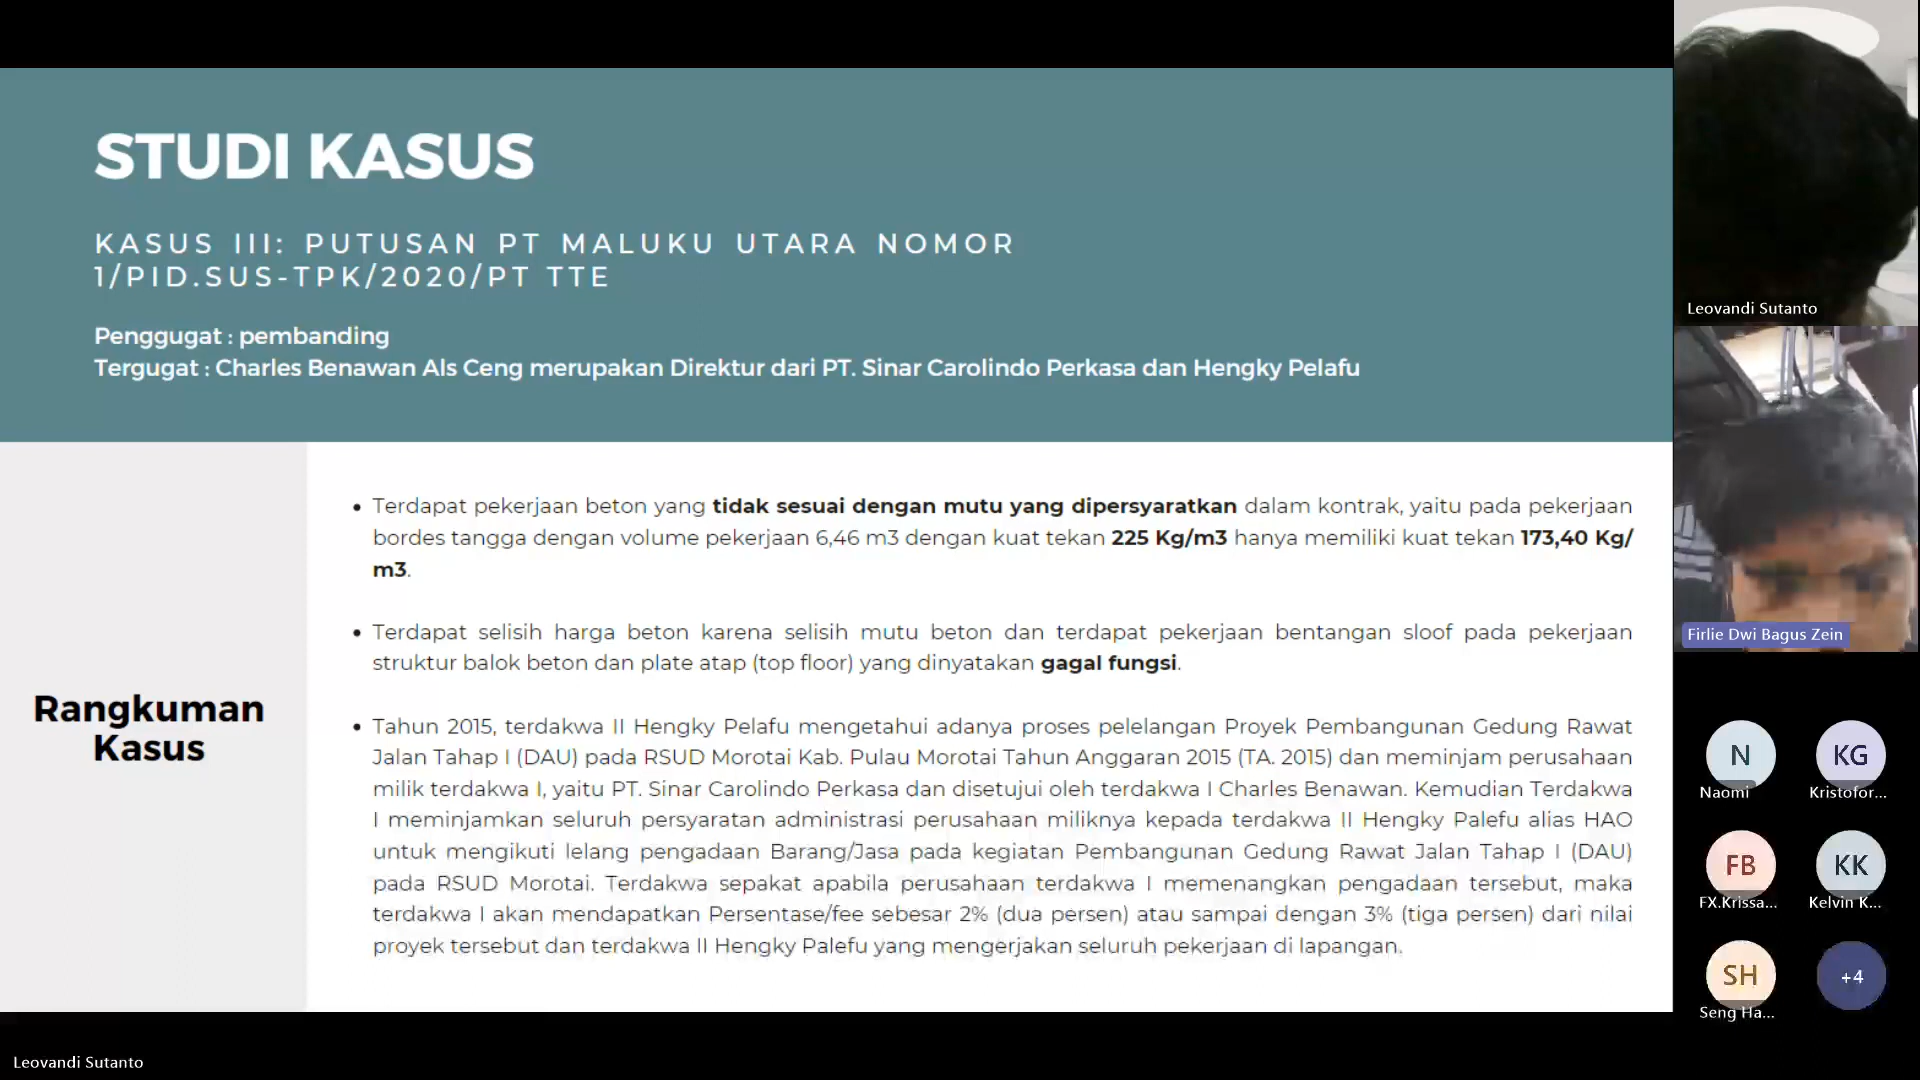 STUDI KASUS
KASUS III: PUTUSAN PT MALUKU UTARA NOMOR
1/PID.SUS-TPK/2020/PT TTE
Penggugat : pembanding
Tergugat : Charles Benawan Als Ceng merupakan Direktur dari PT. Sinar Carolindo Perkasa dan Hengky Pelafu
Rangkuman
Kasus
• Terdapat pekerjaan beton yang tidak sesuai dengan mutu yang dipersyaratkan dalam kontrak, yaitu pada pekerjaan
bordes tangga dengan volume pekerjaan 6,46 m3 dengan kuat tekan 225 Kg/m3 hanya memiliki kuat tekan 173,40 Kg/
m3.
• Terdapat selisih harga beton karena selisih mutu beton dan terdapat pekerjaan bentangan sloof pada pekerjaan
struktur balok beton dan plate atap (top floor) yang dinyatakan gagal fungsi.
• Tahun 2015, terdakwa II Hengky Pelafu mengetahui adanya proses pelelangan Proyek Pembangunan Gedung Rawat
Jalan Tahap I (DAU) pada RSUD Morotai Kab. Pulau Morotai Tahun Anggaran 2015 (TA. 2015) dan meminjam perusahaan
milik terdakwa I, yaitu PT. Sinar Carolindo Perkasa dan disetujui oleh terdakwa I Charles Benawan. Kemudian Terdakwa
I meminjamkan seluruh persyaratan administrasi perusahaan miliknya kepada terdakwa II Hengky Palefu alias HAO
untuk mengikuti lelang pengadaan Barang/Jasa pada kegiatan Pembangunan Gedung Rawat Jalan Tahap I (DAU)
pada RSUD Morotai. Terdakwa sepakat apabila perusahaan terdakwa I memenangkan pengadaan tersebut, maka
terdakwa I akan mendapatkan Persentase/fee sebesar 2% (dua persen) atau sampai dengan 3% (tiga persen) dari nilai
proyek tersebut dan terdakwa II Hengky Palefu yang mengerjakan seluruh pekerjaan di lapangan.
Leovandi Sutanto
Firlie Dwi Bagus Zein
N
Naomi
KG
Kristofor...
FB
FX.Krissa...
KK
Kelvin K...
SH
Seng Ha...
+4
Leovandi Sutanto